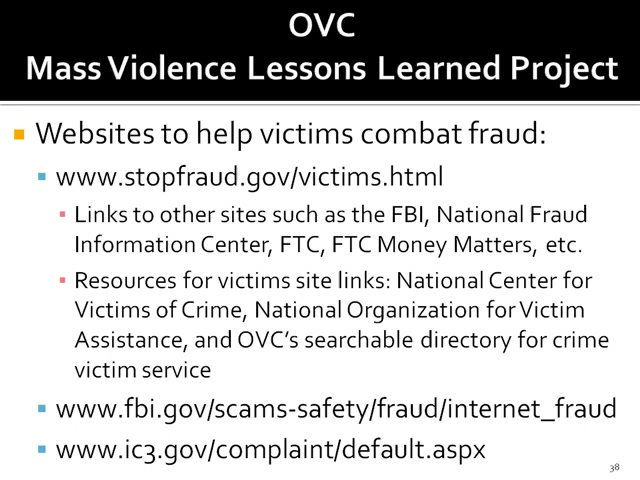 OVC
Mass Violence Lessons Learned Project
Websites to help victims combat fraud:
www.stopfraud.gov/victims.html
Links to other sites such as the FBI, National Fraud
Information Center, FTC, FTC Money Matters, etc.
Resources for victims site links: National Center for
Victims of Crime, National Organization for Victim
Assistance, and OVC's searchable directory for crime
victim service
www.fbi.gov/scams-safety/fraud/internet_fraud
www.ic3.gov/complaint/default.aspx
38